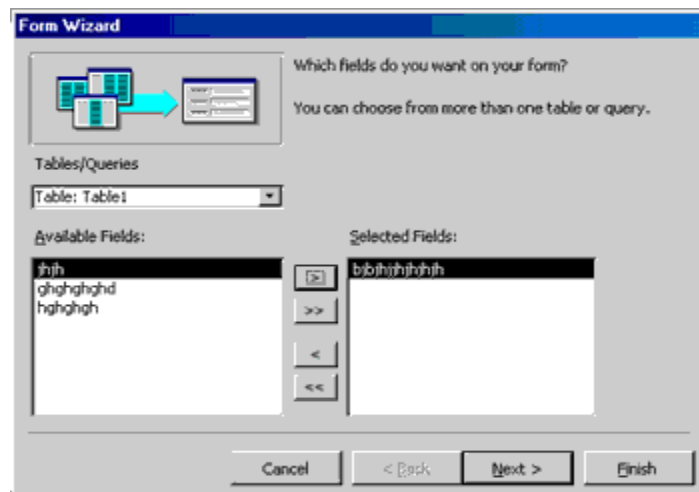 Form Wizard
Which fields do you want on your form?
You can choose from more than one table or query.
Tables/Queries
Table: Table1
Available Fields:
Selected Fields:
jhjh
ghghghghd
hghghgh
>
>>
<
<<
Cancel
< Back
Next >
Finish